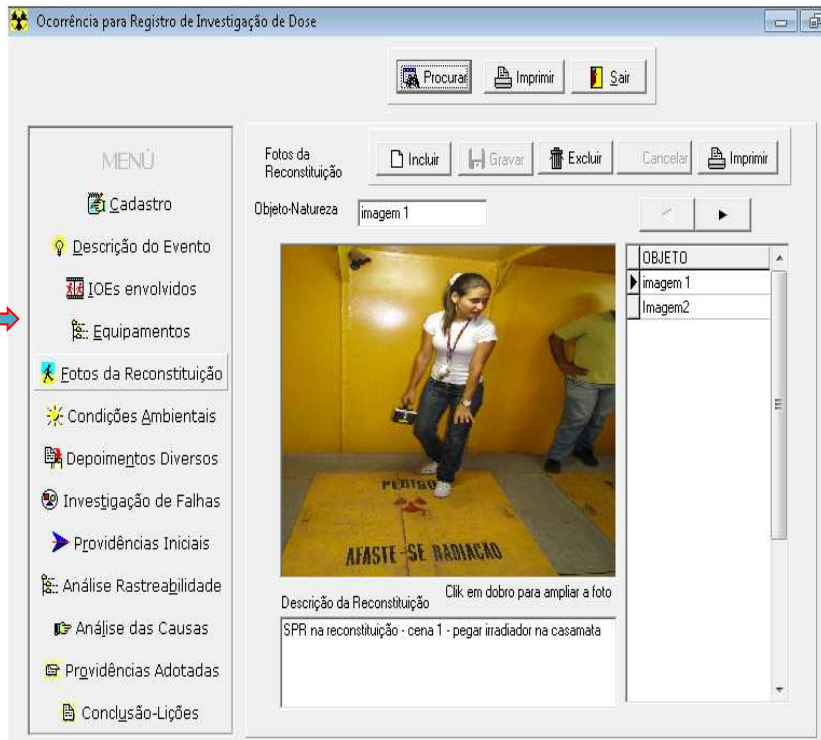 Ocorrência para Registro de Investigação de Dose
Procurar Imprimir Sair
MENÚ
Cadastro
Descrição do Evento
IOEs envolvidos
Equipamentos
Fotos da Reconstituição
Condições Ambientais
Depoimentos Diversos
Investigação de Falhas
Providências Iniciais
Análise Rastreabilidade
Análise das Causas
Providências Adotadas
Conclusão-Lições
Fotos da
Reconstituição
Incluir Gravar Excluir Cancelar Imprimir
Objeto-Natureza imagem 1
PERIGO
AFASTE-SE RADIAÇAO
OBJETO
imagem 1
Imagem2
Clik em dobro para ampliar a foto
Descrição da Reconstituição
SPR na reconstituição - cena 1 - pegar irradiador na casamata